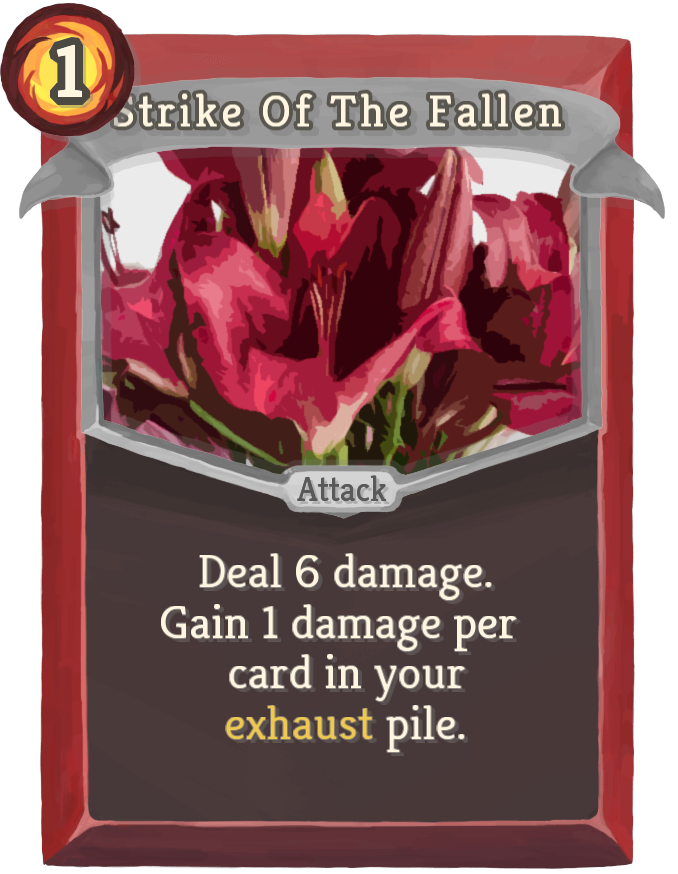 1
Strike Of The Fallen
Attack
Deal 6 damage.
Gain 1 damage per
card in your
exhaust pile.